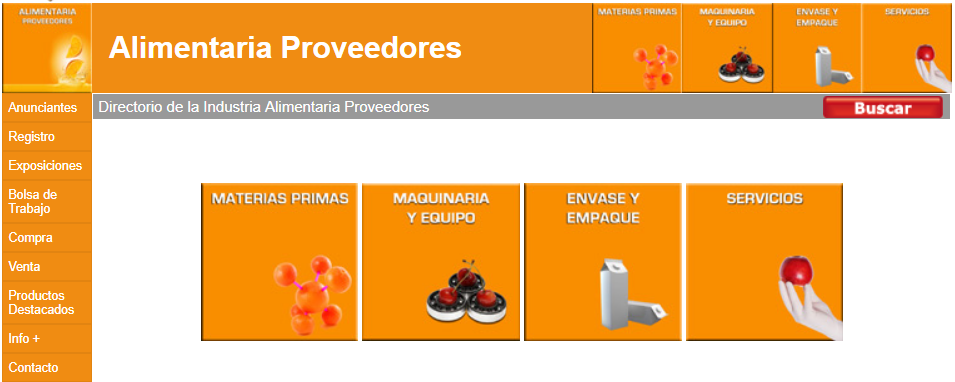 ALIMENTARIA
PROVEEDORES
Alimentaria Proveedores
MATERIAS PRIMAS
MAQUINARIA
Y EQUIPO
ENVASE Y
EMPAQUE
SERVICIOS
Directorio de la Industria Alimentaria Proveedores
Buscar
Anunciantes
Registro
Exposiciones
Bolsa de
Trabajo
Compra
Venta
Productos
Destacados
Info +
Contacto
MATERIAS PRIMAS
MAQUINARIA
Y EQUIPO
ENVASE Y
EMPAQUE
SERVICIOS